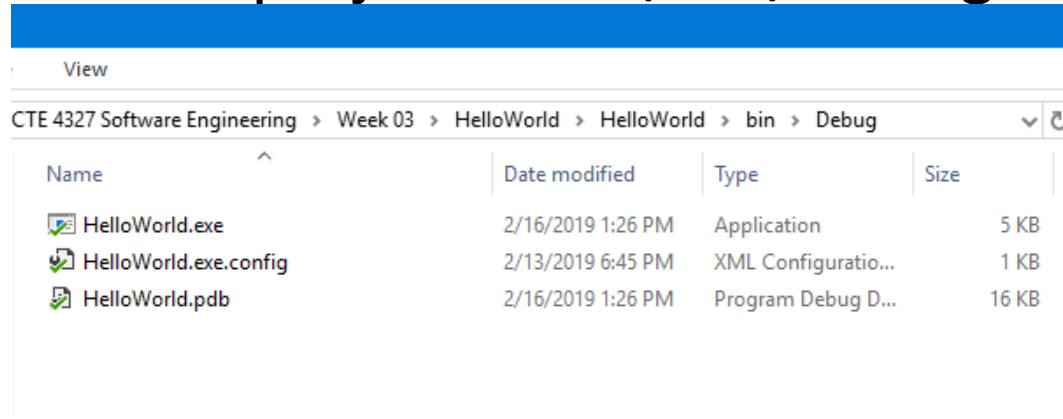 View
CTE 4327 Software Engineering > Week 03 > HelloWorld > HelloWorld > bin > Debug
Name Date modified Type Size
HelloWorld.exe 2/16/2019 1:26 PM Application 5 KB
HelloWorld.exe.config 2/13/2019 6:45 PM XML Configuratio... 1 KB
HelloWorld.pdb 2/16/2019 1:26 PM Program Debug D... 16 KB